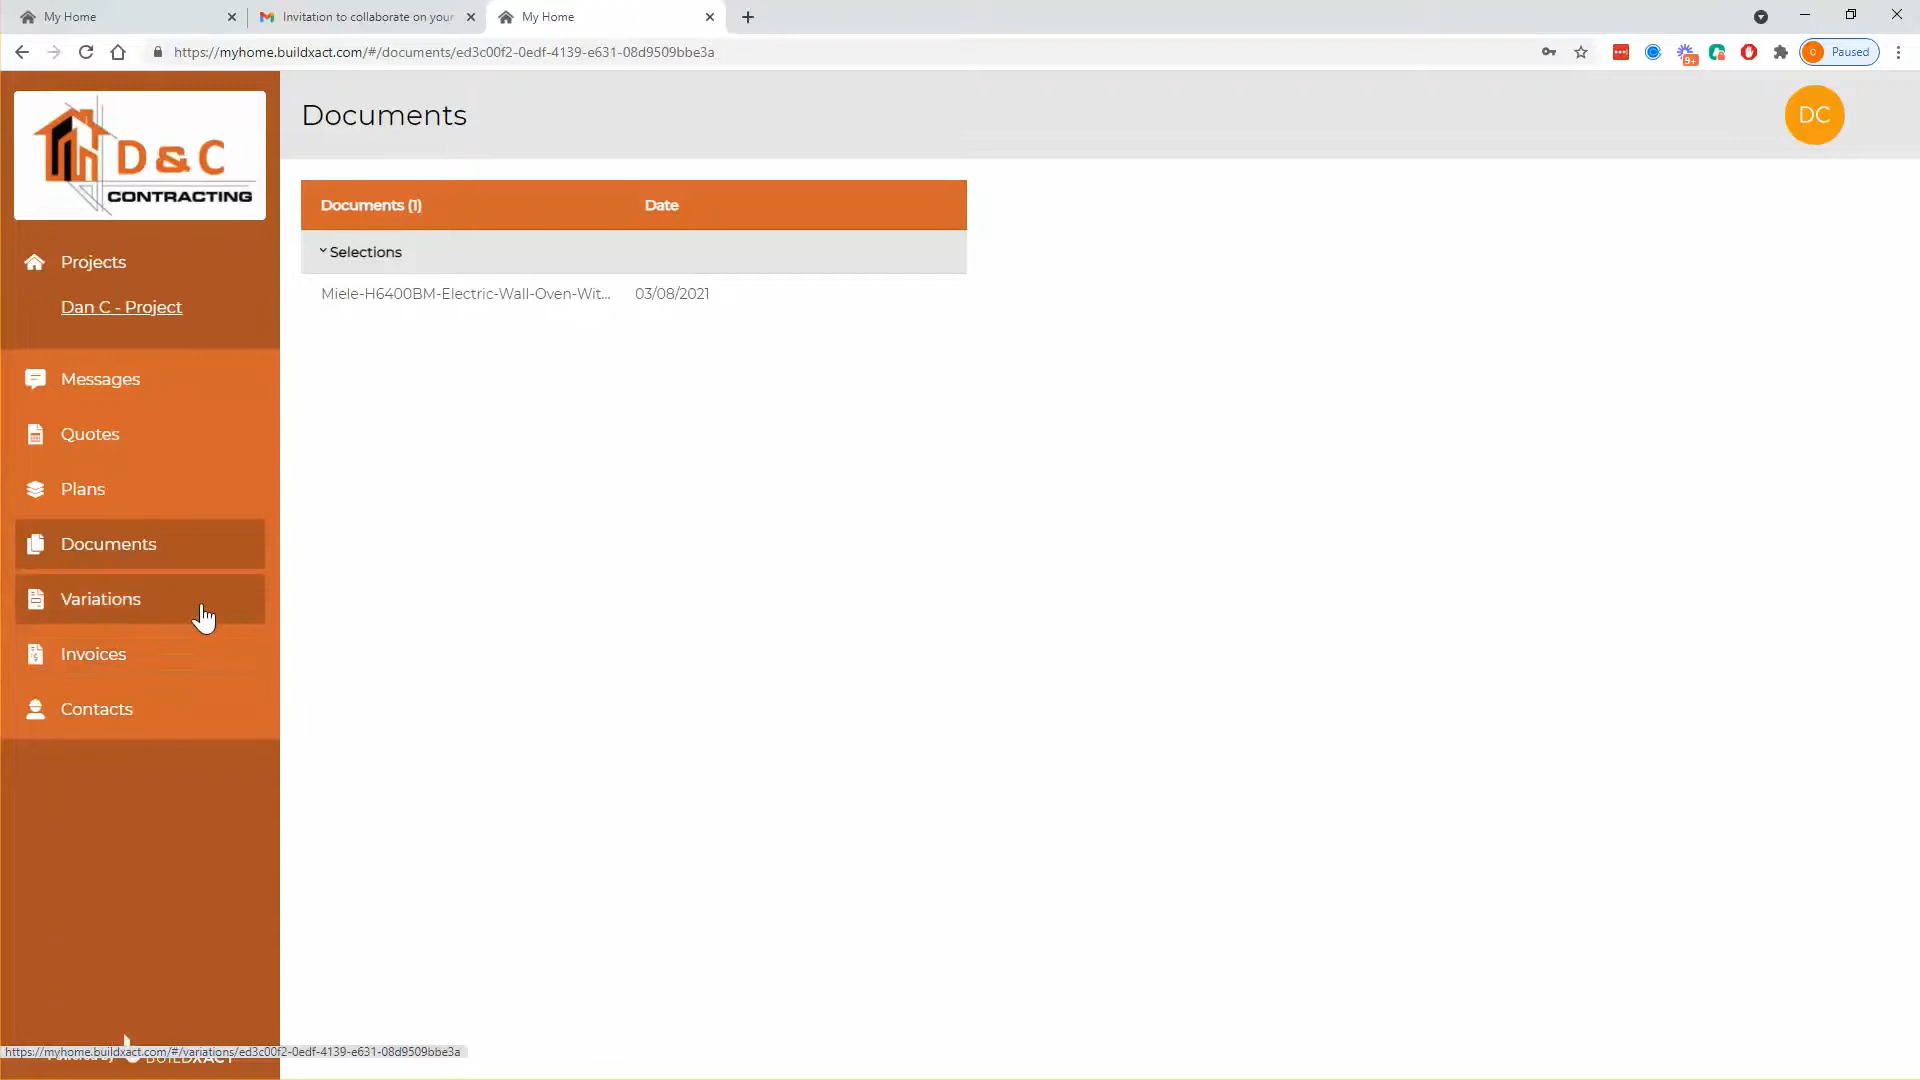 My Home
Invitation to collaborate on your
My Home
https://myhome.buildxact.com/#/documents/ed3c00f2-0edf-4139-e631-08d9509bbe3a
9+
C
Paused
D & C
CONTRACTING
Documents
DC
Projects
Dan C - Project
Messages
Quotes
Plans
Documents
Variations
Invoices
Contacts
Documents (1)
Date
Selections
Miele-H6400BM-Electric-Wall-Oven-Wit...
03/08/2021
https://myhome.buildxact.com/#/variations/ed3c00f2-0edf-4139-e631-08d9509bbe3a
BUILDXACT